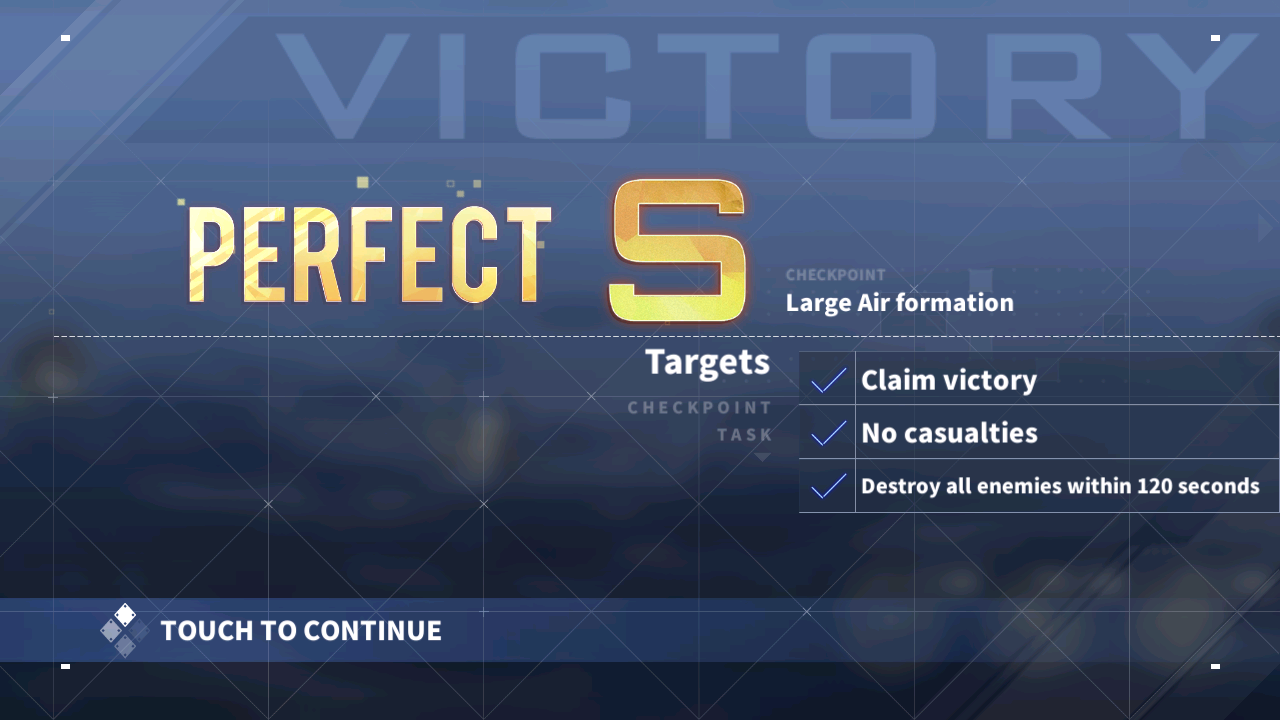 VICTORY
PERFECT S
CHECKPOINT
Large Air formation
Targets
CHECKPOINT
TASK
Claim victory
No casualties
Destroy all enemies within 120 seconds
TOUCH TO CONTINUE